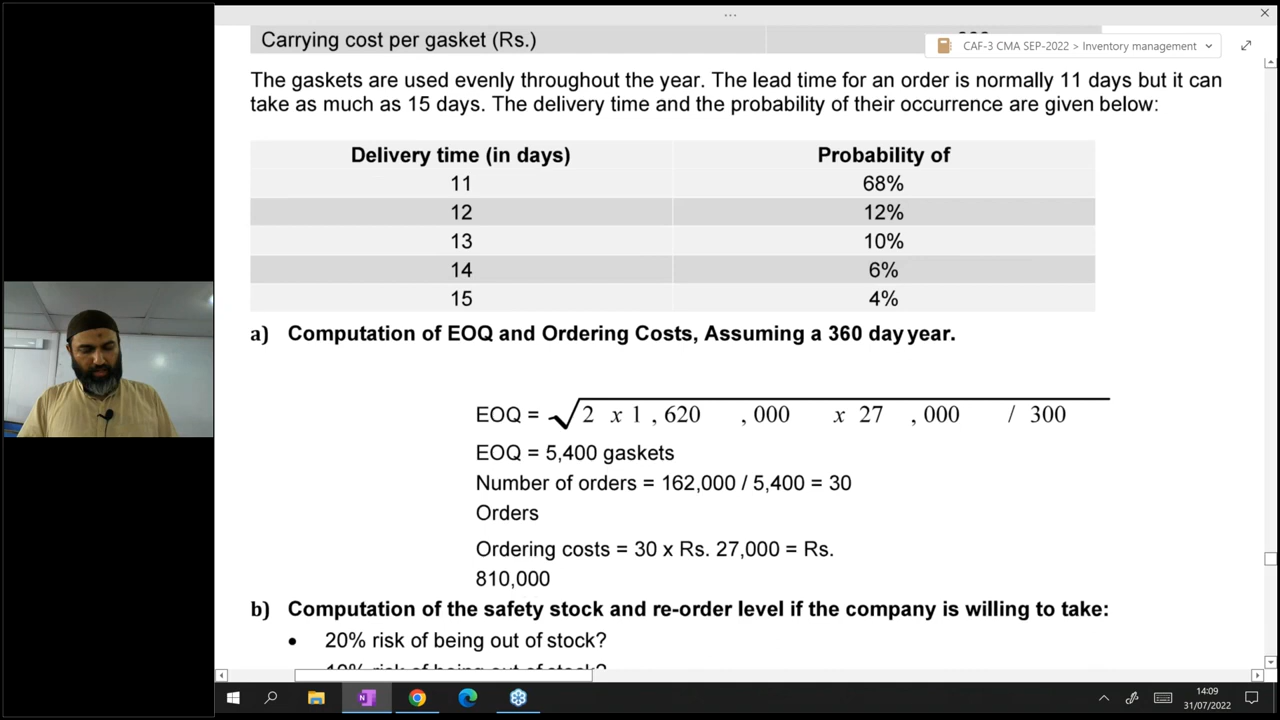 Carrying cost per gasket (Rs.)
CAF-3 CMA SEP-2022 > Inventory management
The gaskets are used evenly throughout the year. The lead time for an order is normally 11 days but it can
take as much as 15 days. The delivery time and the probability of their occurrence are given below:
Delivery time (in days) Probability of
11 68%
12 12%
13 10%
14 6%
15 4%
a) Computation of EOQ and Ordering Costs, Assuming a 360 day year.
EOQ = √2 x 1 , 620 , 000 x 27 , 000 / 300
EOQ = 5,400 gaskets
Number of orders = 162,000 / 5,400 = 30
Orders
Ordering costs = 30 x Rs. 27,000 = Rs.
810,000
b) Computation of the safety stock and re-order level if the company is willing to take:
• 20% risk of being out of stock?
10% risk of being out of stock?
14:09
31/07/2022